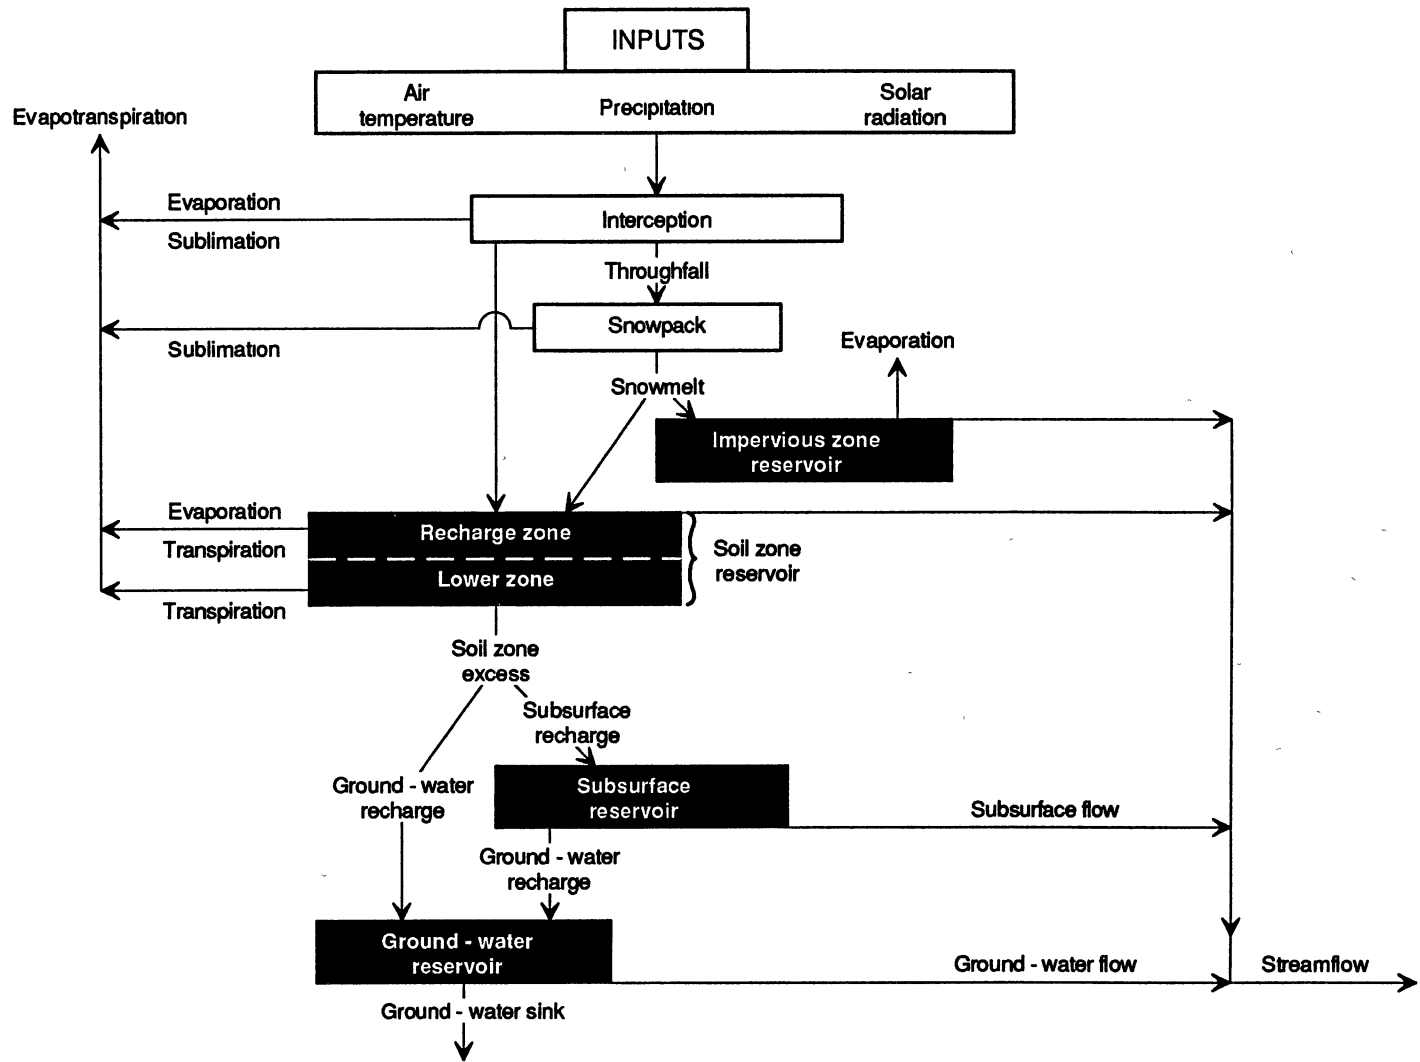 INPUTS
Air
temperature
Precipitation
Solar
radiation
Evapotranspiration
Evaporation
Sublimation
Interception
Throughfall
Snowpack
Sublimation
Evaporation
Snowmelt
Impervious zone
reservoir
Evaporation
Transpiration
Recharge zone
Lower zone
Soil zone
reservoir
Transpiration
Soil zone
excess
Subsurface
recharge
Ground - water
recharge
Subsurface
reservoir
Subsurface flow
Ground - water
recharge
Ground - water
reservoir
Ground - water flow
Streamflow
Ground - water sink